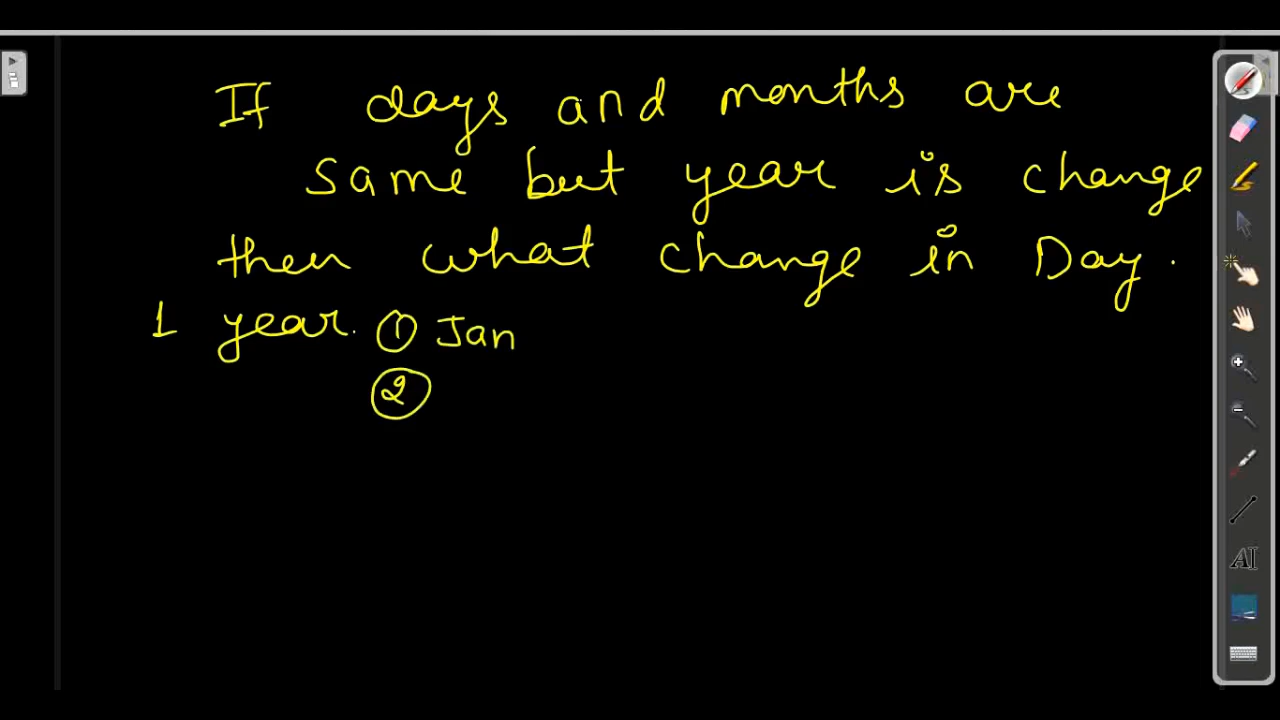 If days and months are
same but year is change
then what change in Day.
1 year. ① Jan
②
AI